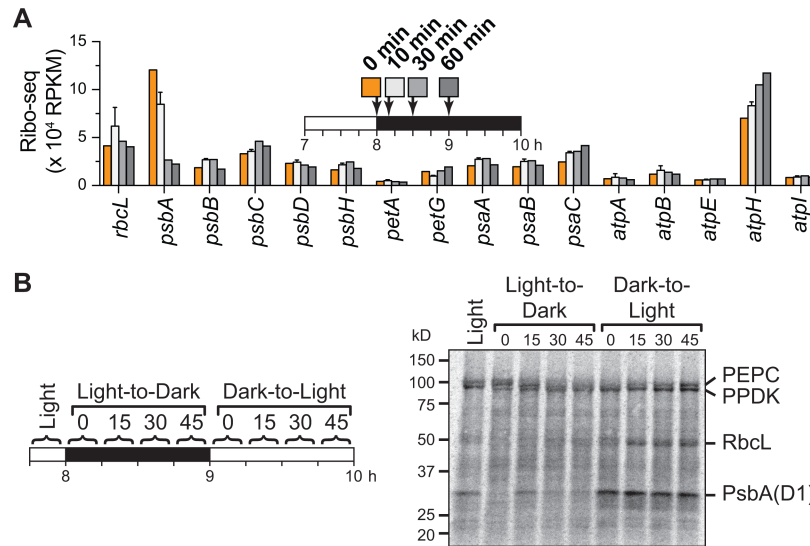 A
0 min
10 min
30 min
60 min
Ribo-seq
(x 10⁴ RPKM)
15
10
5
0
7 8 9 10 h
rbcL psbA psbB psbC psbD psbH petA petG psaA psaB psaC atpA atpB atpE atpH atpI
B
Light
Light-to-Dark
Dark-to-Light
0 15 30 45 0 15 30 45
8 9 10 h
Light-to-
Dark
Dark-to-
Light
Light
kD
0 15 30 45 0 15 30 45
150
100
75
50
37
25
20
PEPC
PPDK
RbcL
PsbA(D1)